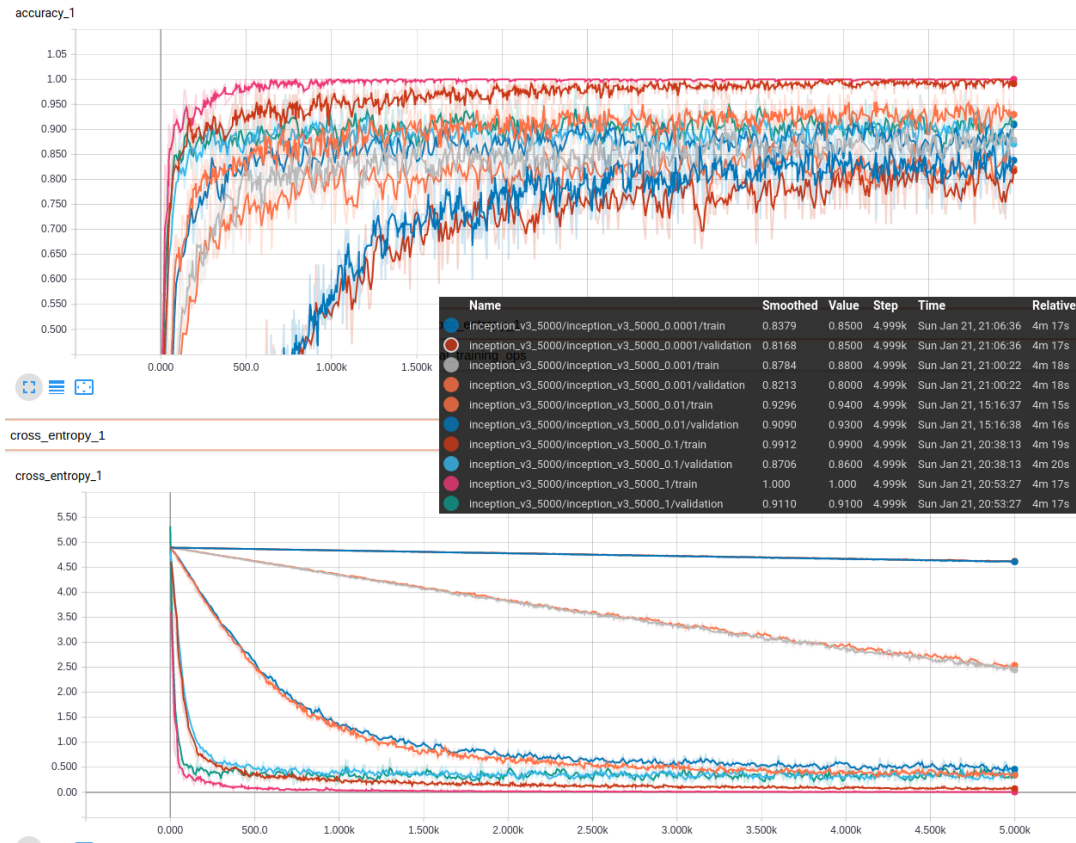 accuracy_1
1.05
1.00
0.950
0.900
0.850
0.800
0.750
0.700
0.650
0.600
0.550
0.500
0.000 500.0 1.000k 1.500k
Name Smoothed Value Step Time Relative
inception_v3_5000/inception_v3_5000_0.0001/train 0.8379 0.8500 4.999k Sun Jan 21, 21:06:36 4m 17s
inception_v3_5000/inception_v3_5000_0.0001/validation 0.8168 0.8500 4.999k Sun Jan 21, 21:06:36 4m 17s
inception_v3_5000/inception_v3_5000_0.001/train 0.8784 0.8800 4.999k Sun Jan 21, 21:00:22 4m 18s
inception_v3_5000/inception_v3_5000_0.001/validation 0.8213 0.8000 4.999k Sun Jan 21, 21:00:22 4m 18s
inception_v3_5000/inception_v3_5000_0.01/train 0.9296 0.9400 4.999k Sun Jan 21, 15:16:37 4m 15s
inception_v3_5000/inception_v3_5000_0.01/validation 0.9090 0.9300 4.999k Sun Jan 21, 15:16:38 4m 16s
inception_v3_5000/inception_v3_5000_0.1/train 0.9912 0.9900 4.999k Sun Jan 21, 20:38:13 4m 19s
inception_v3_5000/inception_v3_5000_0.1/validation 0.8706 0.8600 4.999k Sun Jan 21, 20:38:13 4m 20s
inception_v3_5000/inception_v3_5000_1/train 1.000 1.000 4.999k Sun Jan 21, 20:53:27 4m 17s
inception_v3_5000/inception_v3_5000_1/validation 0.9110 0.9100 4.999k Sun Jan 21, 20:53:27 4m 17s
training_ops
cross_entropy_1
cross_entropy_1
5.50
5.00
4.50
4.00
3.50
3.00
2.50
2.00
1.50
1.00
0.500
0.00
0.000 500.0 1.000k 1.500k 2.000k 2.500k 3.000k 3.500k 4.000k 4.500k 5.000k